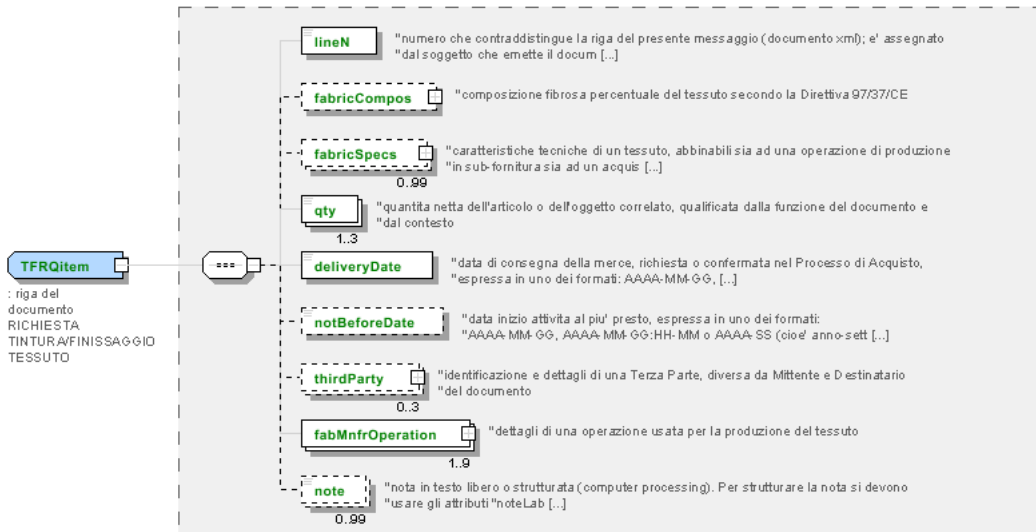 lineN
"numero che contraddistingue la riga del presente messaggio (documento xml); e' assegnato
"dal soggetto che emette il docum [...]
fabricCompos
"composizione fibrosa percentuale del tessuto secondo la Direttiva 97/37/CE
fabricSpecs
"caratteristiche tecniche di un tessuto, abbinabili sia ad una operazione di produzione
"in sub-fornitura sia ad un acquis [...]
0..99
qty
"quantita netta dell'articolo o dell'oggetto correlato, qualificata dalla funzione del documento e
"dal contesto
1..3
TFRQitem
: riga del
documento
RICHIESTA
TINTURA/FINISSAGGIO
TESSUTO
deliveryDate
"data di consegna della merce, richiesta o confermata nel Processo di Acquisto,
"espressa in uno dei formati: AAAA-MM-GG, [...]
notBeforeDate
"data inizio attivita al piu' presto, espressa in uno dei formati:
"AAAA-MM-GG, AAAA-MM-GG:HH-MM o AAAA-SS (cioe' anno-sett [...]
thirdParty
"identificazione e dettagli di una Terza Parte, diversa da Mittente e Destinatario
"del documento
0..3
fabMnfrOperation
"dettagli di una operazione usata per la produzione del tessuto
1..9
note
"nota in testo libero o strutturata (computer processing). Per strutturare la nota si devono
"usare gli attributi "noteLab [...]
0..99